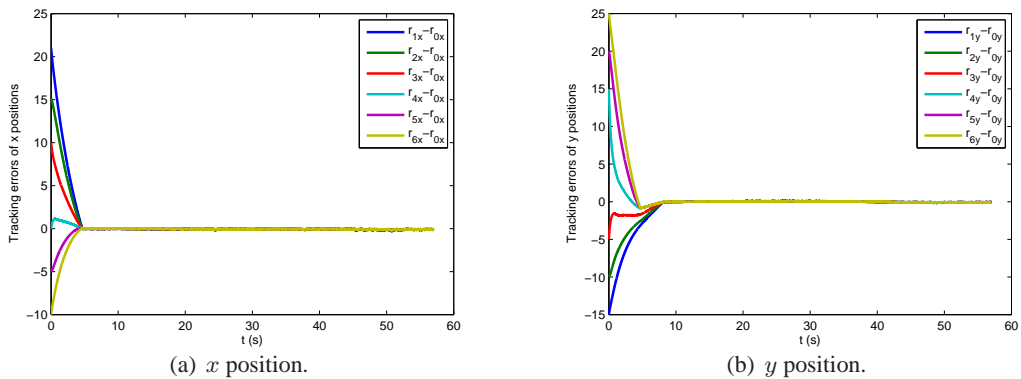 25
20
15
10
5
0
−5
−10
0 10 20 30 40 50 60
Tracking errors of x positions
t (s)
r1x−r0x
r2x−r0x
r3x−r0x
r4x−r0x
r5x−r0x
r6x−r0x
(a) x position.
25
20
15
10
5
0
−5
−10
−15
0 10 20 30 40 50 60
Tracking errors of y positions
t (s)
r1y−r0y
r2y−r0y
r3y−r0y
r4y−r0y
r5y−r0y
r6y−r0y
(b) y position.